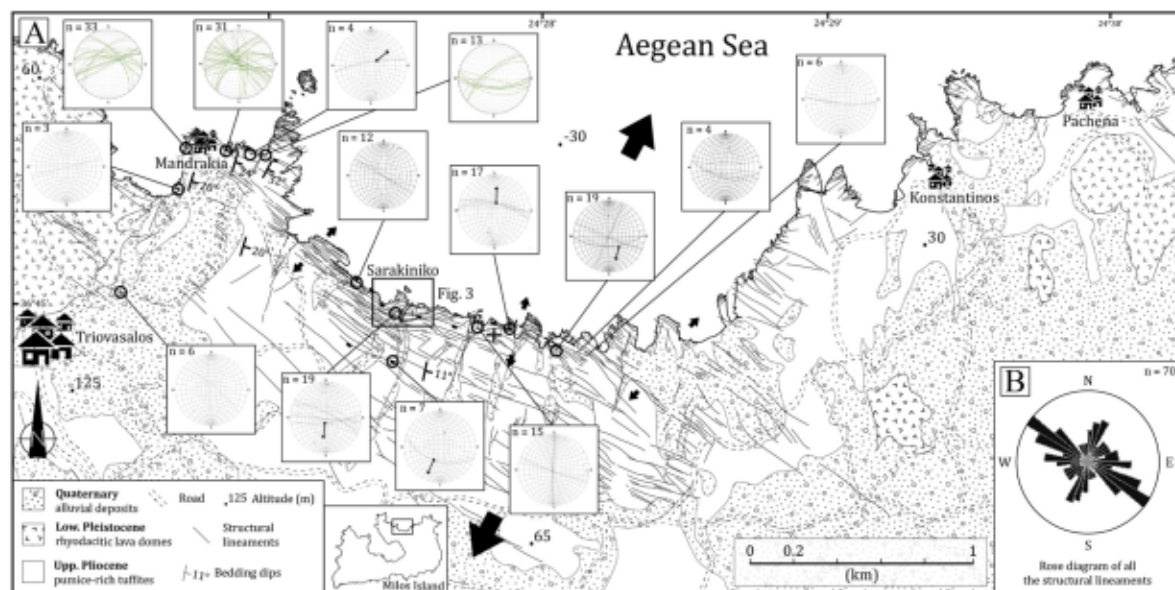 A
24°28'
24°29'
24°30'
n = 33
n = 31
n = 4
n = 13
Aegean Sea
n = 6
60
n = 3
n = 12
-30
n = 4
Pachena
Mandrakia
n = 17
n = 19
Konstantinos
30
28°
Sarakiniko
Fig. 3
Triovasalos
125
11°
n = 6
n = 19
n = 7
n = 15
B
n = 70
N
W
E
S
Rose diagram of all
the structural lineaments
65
Quaternary
alluvial deposits
Road
.125 Altitude (m)
Low. Pleistocene
rhyodacitic lava domes
Structural
lineaments
Upp. Pliocene
pumice-rich tuffites
11° Bedding dips
Milos Island
0
0.2
1
(km)